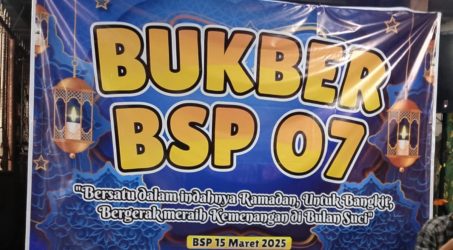 BUKBER
BSP 07
"Bersatu dalam indahnya Ramadan, Untuk Bangkit,
Bergerak meraih Kemenangan di Bulan Suci"
BSP 15 Maret 2025